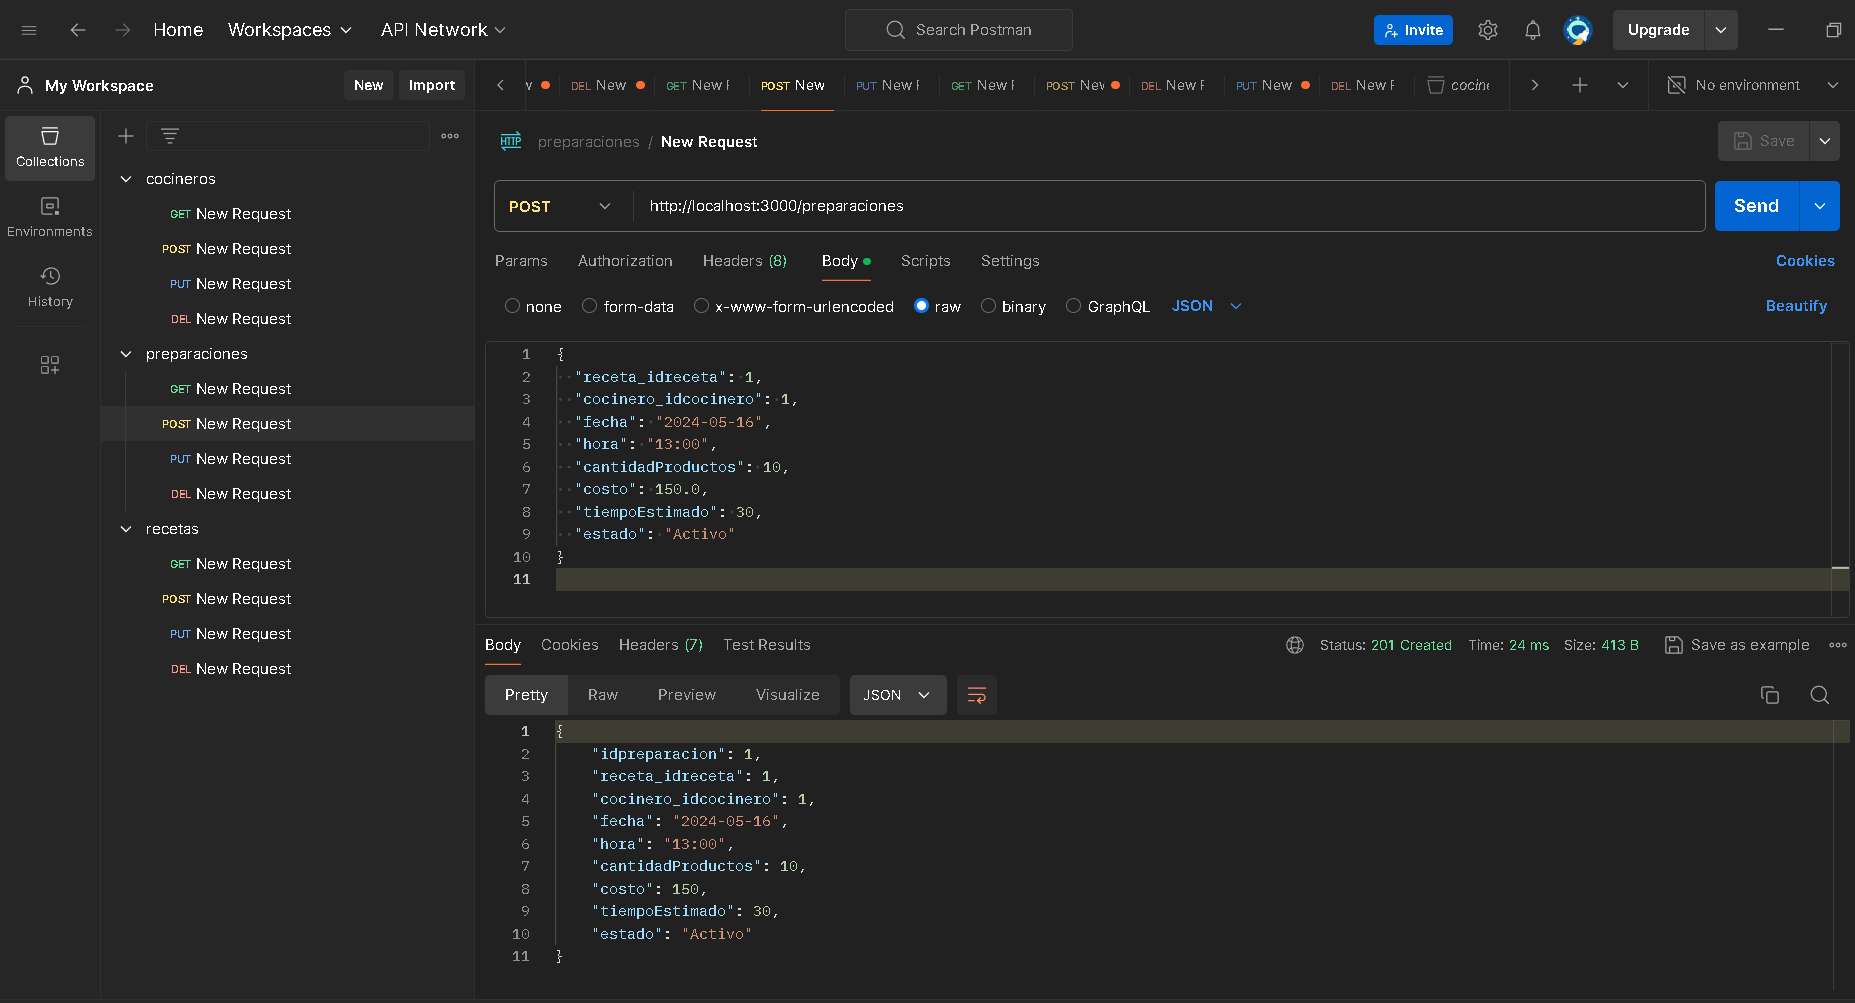 Home Workspaces API Network Search Postman Invite Upgrade
My Workspace New Import DEL New GET New POST New PUT New GET New POST DEL New PUT New DEL New No environment
Collections
Environments
History
cocineros
GET New Request
POST New Request
PUT New Request
DEL New Request
preparaciones
GET New Request
POST New Request
PUT New Request
DEL New Request
recetas
GET New Request
POST New Request
PUT New Request
DEL New Request
HTTP preparaciones / New Request Save
POST http://localhost:3000/preparaciones Send
Params Authorization Headers (8) Body Scripts Settings Cookies
none form-data x-www-form-urlencoded raw binary GraphQL JSON Beautify
1 {
2 "receta_idreceta": 1,
3 "cocinero_idcocinero": 1,
4 "fecha": "2024-05-16",
5 "hora": "13:00",
6 "cantidadProductos": 10,
7 "costo": 150.0,
8 "tiempoEstimado": 30,
9 "estado": "Activo"
10 }
11
Body Cookies Headers (7) Test Results Status: 201 Created Time: 24 ms Size: 413 B Save as example
Pretty Raw Preview Visualize JSON
1 {
2 "idpreparacion": 1,
3 "receta_idreceta": 1,
4 "cocinero_idcocinero": 1,
5 "fecha": "2024-05-16",
6 "hora": "13:00",
7 "cantidadProductos": 10,
8 "costo": 150,
9 "tiempoEstimado": 30,
10 "estado": "Activo"
11 }